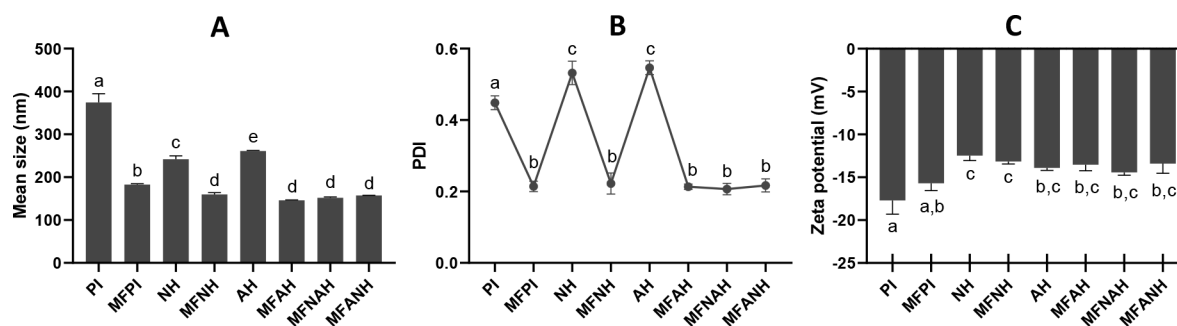 A
Mean size (nm)
500
400
300
200
100
0
a
b
c
d
e
d
d
d
PI
MFPI
NH
MFNH
AH
MFAH
MFNAH
MFANH
B
PDI
0.6
0.4
0.2
0.0
a
b
c
b
c
b
b
b
PI
MFPI
NH
MFNH
AH
MFAH
MFNAH
MFANH
C
Zeta potential (mV)
0
-5
-10
-15
-20
-25
a
a,b
c
c
b,c
b,c
b,c
b,c
PI
MFPI
NH
MFNH
AH
MFAH
MFNAH
MFANH